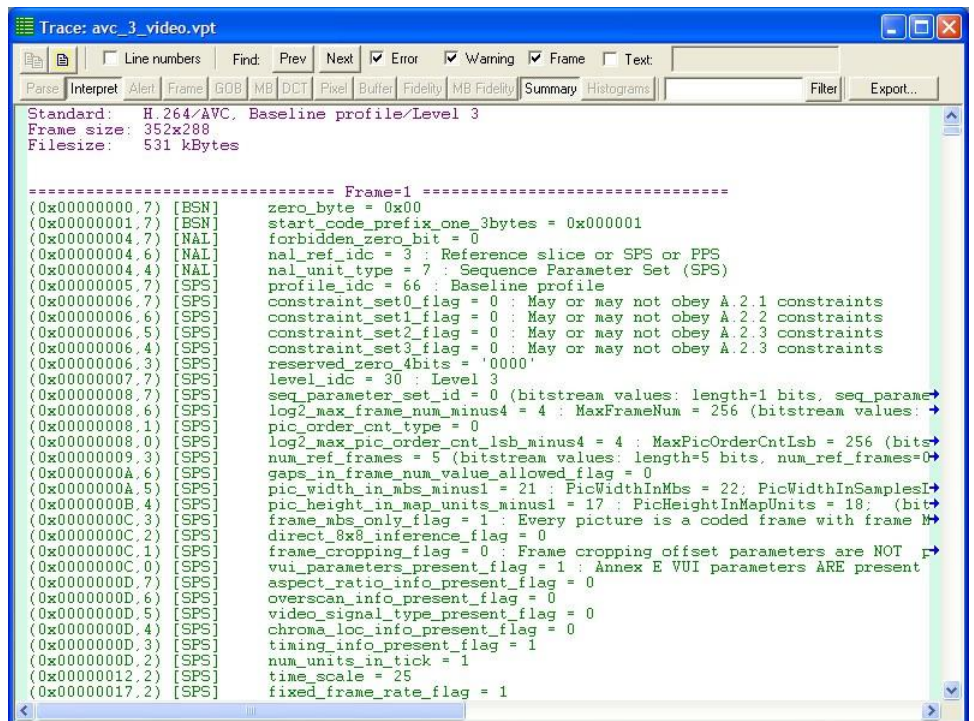 Trace: avc_3_video.vpt
Line numbers Find: Prev Next Error Warning Frame Text:
Parse Interpret Alert Frame GOB MB DCT Pixel Buffer Fidelity MB Fidelity Summary Histograms Filter Export...
Standard: H.264/AVC, Baseline profile/Level 3
Frame size: 352x288
Filesize: 531 kBytes
================================ Frame=1 ================================
(0x00000000,7) [BSN] zero_byte = 0x00
(0x00000001,7) [BSN] start_code_prefix_one_3bytes = 0x000001
(0x00000004,7) [NAL] forbidden_zero_bit = 0
(0x00000004,6) [NAL] nal_ref_idc = 3 : Reference slice or SPS or PPS
(0x00000004,4) [NAL] nal_unit_type = 7 : Sequence Parameter Set (SPS)
(0x00000005,7) [SPS] profile_idc = 66 : Baseline profile
(0x00000006,7) [SPS] constraint_set0_flag = 0 : May or may not obey A.2.1 constraints
(0x00000006,6) [SPS] constraint_set1_flag = 0 : May or may not obey A.2.2 constraints
(0x00000006,5) [SPS] constraint_set2_flag = 0 : May or may not obey A.2.3 constraints
(0x00000006,4) [SPS] constraint_set3_flag = 0 : May or may not obey A.2.3 constraints
(0x00000006,3) [SPS] reserved_zero_4bits = '0000'
(0x00000007,7) [SPS] level_idc = 30 : Level 3
(0x00000008,7) [SPS] seq_parameter_set_id = 0 (bitstream values: length=1 bits, seq_parame
(0x00000008,6) [SPS] log2_max_frame_num_minus4 = 4 : MaxFrameNum = 256 (bitstream values:
(0x00000008,1) [SPS] pic_order_cnt_type = 0
(0x00000008,0) [SPS] log2_max_pic_order_cnt_lsb_minus4 = 4 : MaxPicOrderCntLsb = 256 (bits
(0x00000009,3) [SPS] num_ref_frames = 5 (bitstream values: length=5 bits, num_ref_frames=0
(0x0000000A,6) [SPS] gaps_in_frame_num_value_allowed_flag = 0
(0x0000000A,5) [SPS] pic_width_in_mbs_minus1 = 21 : PicWidthInMbs = 22; PicWidthInSamplesL
(0x0000000B,4) [SPS] pic_height_in_map_units_minus1 = 17 : PicHeightInMapUnits = 18; (bit
(0x0000000C,3) [SPS] frame_mbs_only_flag = 1 : Every picture is a coded frame with frame M
(0x0000000C,2) [SPS] direct_8x8_inference_flag = 0
(0x0000000C,1) [SPS] frame_cropping_flag = 0 : Frame cropping offset parameters are NOT p
(0x0000000C,0) [SPS] vui_parameters_present_flag = 1 : Annex E VUI parameters ARE present
(0x0000000D,7) [SPS] aspect_ratio_info_present_flag = 0
(0x0000000D,6) [SPS] overscan_info_present_flag = 0
(0x0000000D,5) [SPS] video_signal_type_present_flag = 0
(0x0000000D,4) [SPS] chroma_loc_info_present_flag = 0
(0x0000000D,3) [SPS] timing_info_present_flag = 1
(0x0000000D,2) [SPS] num_units_in_tick = 1
(0x00000012,2) [SPS] time_scale = 25
(0x00000017,2) [SPS] fixed_frame_rate_flag = 1